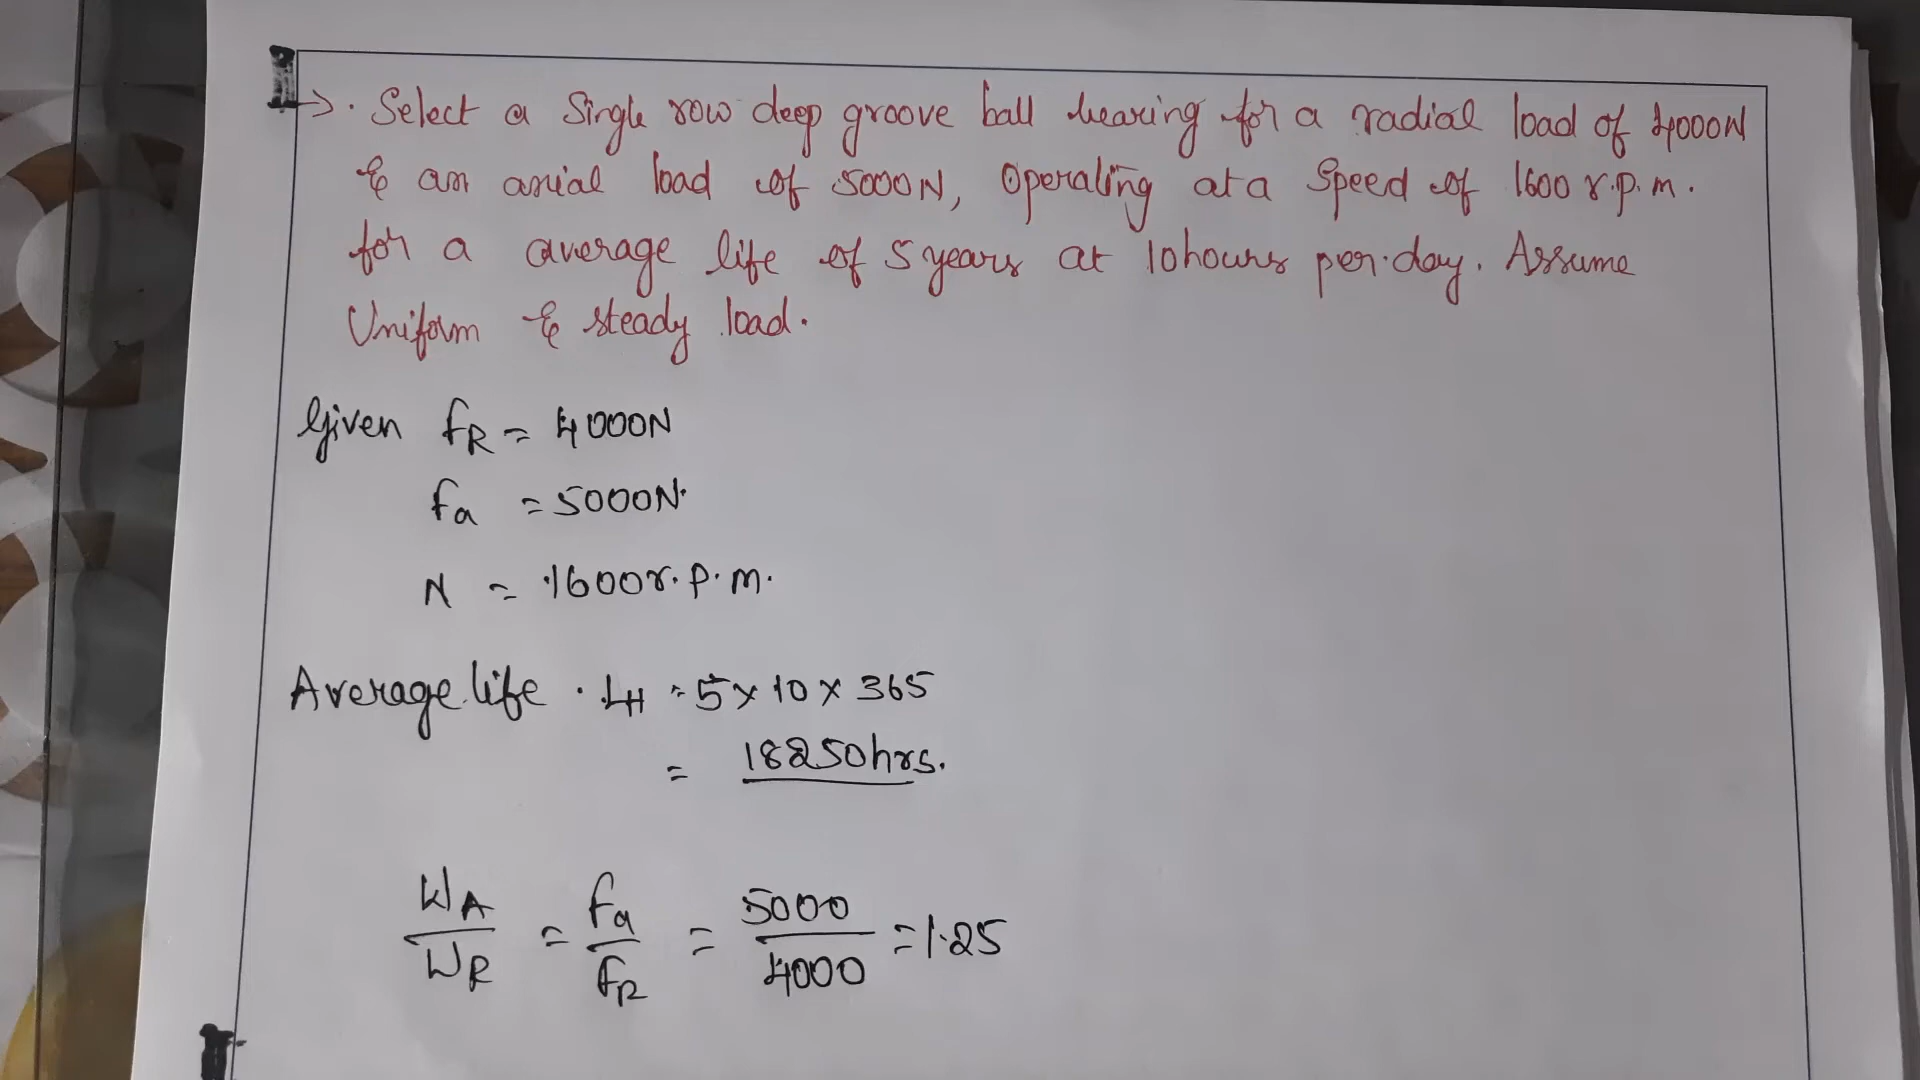 →. Select a Single row deep groove ball bearing for a radial load of 4000N
& an axial load of 5000N, Operating at a Speed of 1600 r.p.m.
for a average life of 5 years at 10 hours per day. Assume
Uniform & steady load.
Given fR = 4000N
fa = 5000N.
N = 1600 r.p.m.
Average life. LH = 5 x 10 x 365
= 18250hrs.
WA/WR = fa/fR = 5000/4000 = 1.25